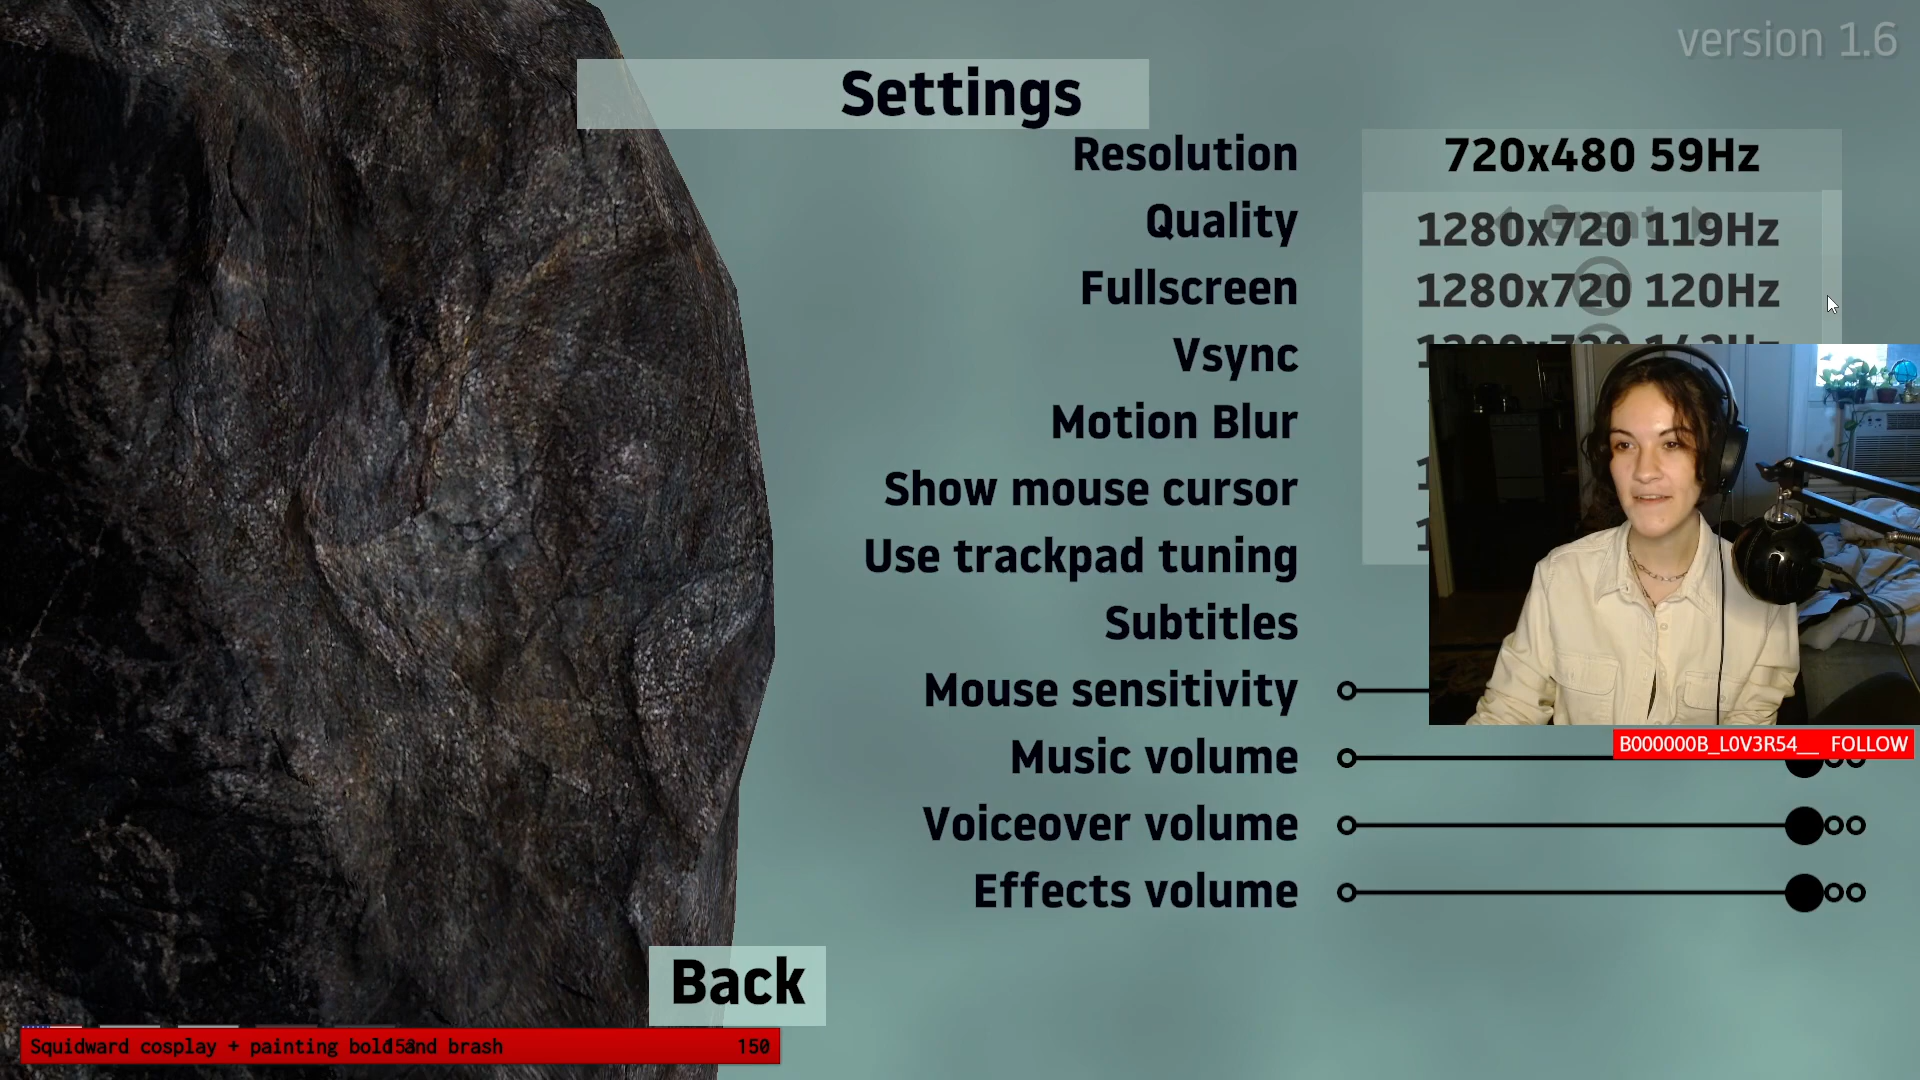 version 1.6
Settings
Resolution
720x480 59Hz
Quality
Great
1280x720 119Hz
Fullscreen
1280x720 120Hz
Vsync
Motion Blur
Show mouse cursor
Use trackpad tuning
Subtitles
Mouse sensitivity
Music volume
B000000B_L0V3R54__ FOLLOW
Voiceover volume
Effects volume
Back
Squidward cosplay + painting bold and brash
150